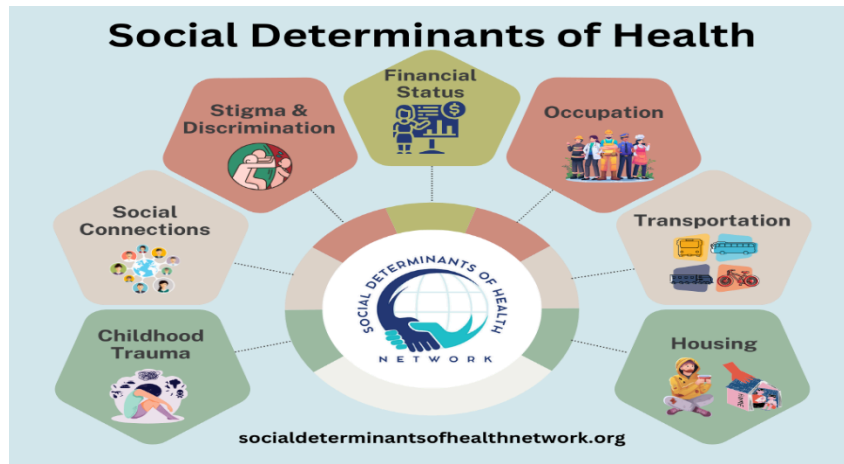 Social Determinants of Health
Financial
Status
Stigma &
Discrimination
Occupation
Social
Connections
Transportation
Childhood
Trauma
Housing
SOCIAL DETERMINANTS OF HEALTH
NETWORK
socialdeterminantsofhealthnetwork.org